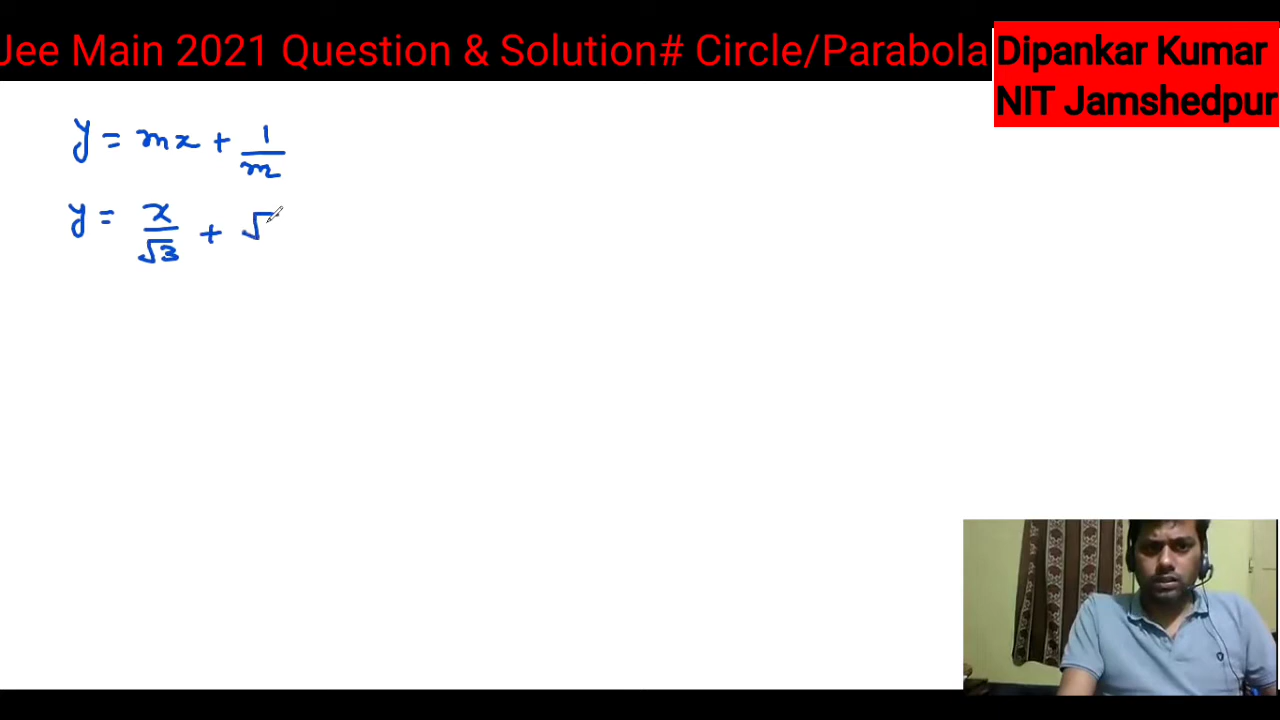 Jee Main 2021 Question & Solution# Circle/Parabola
Dipankar Kumar
NIT Jamshedpur
y = mx + 1/m
y = x/√3 + √